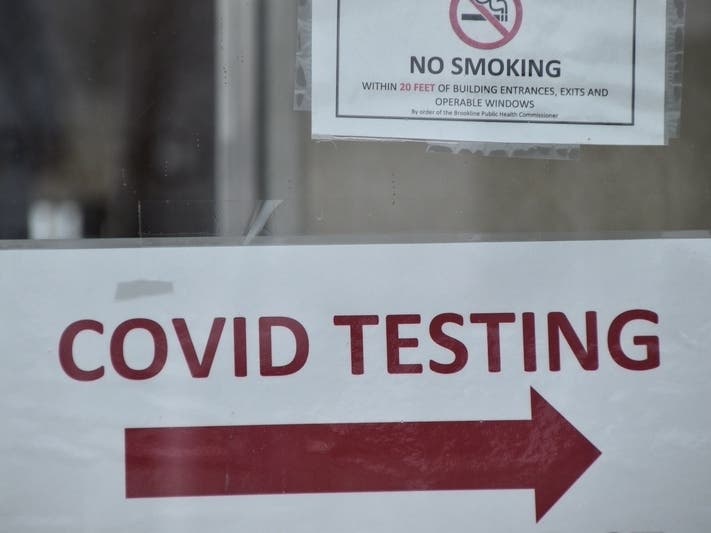 NO SMOKING
WITHIN 20 FEET OF BUILDING ENTRANCES, EXITS AND
OPERABLE WINDOWS
By order of the Brookline Public Health Commissioner
COVID TESTING